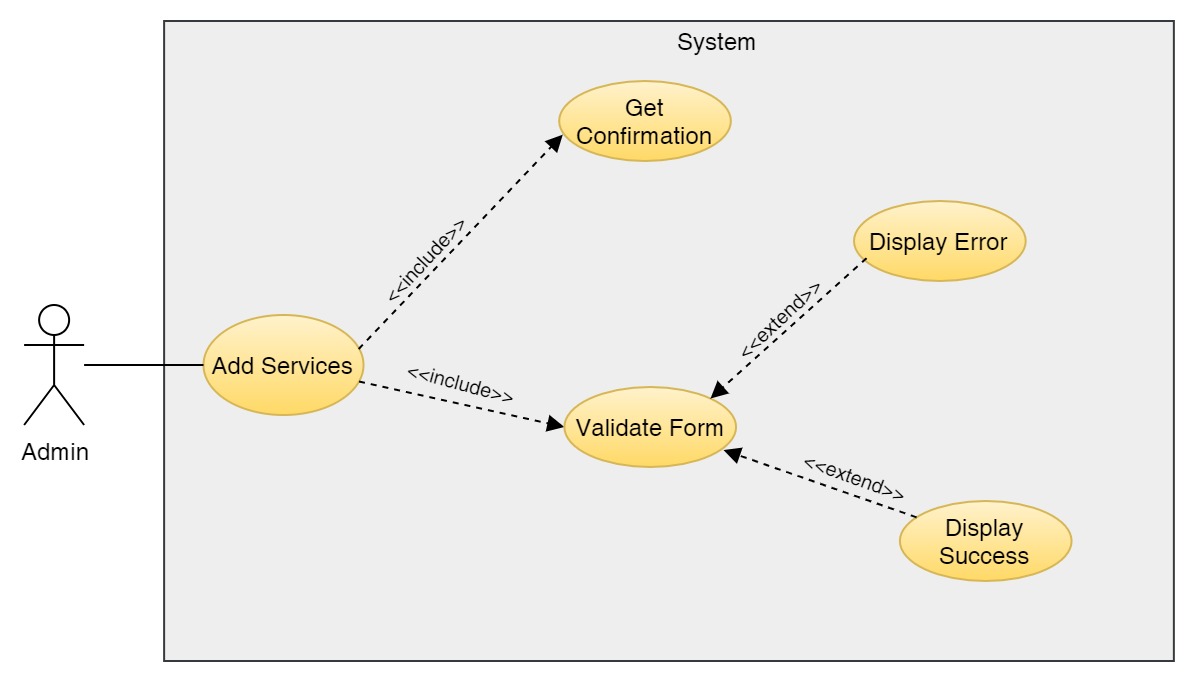 System
Get
Confirmation
<<include>>
Display Error
<<extend>>
Add Services
<<include>>
Validate Form
Admin
<<extend>>
Display
Success